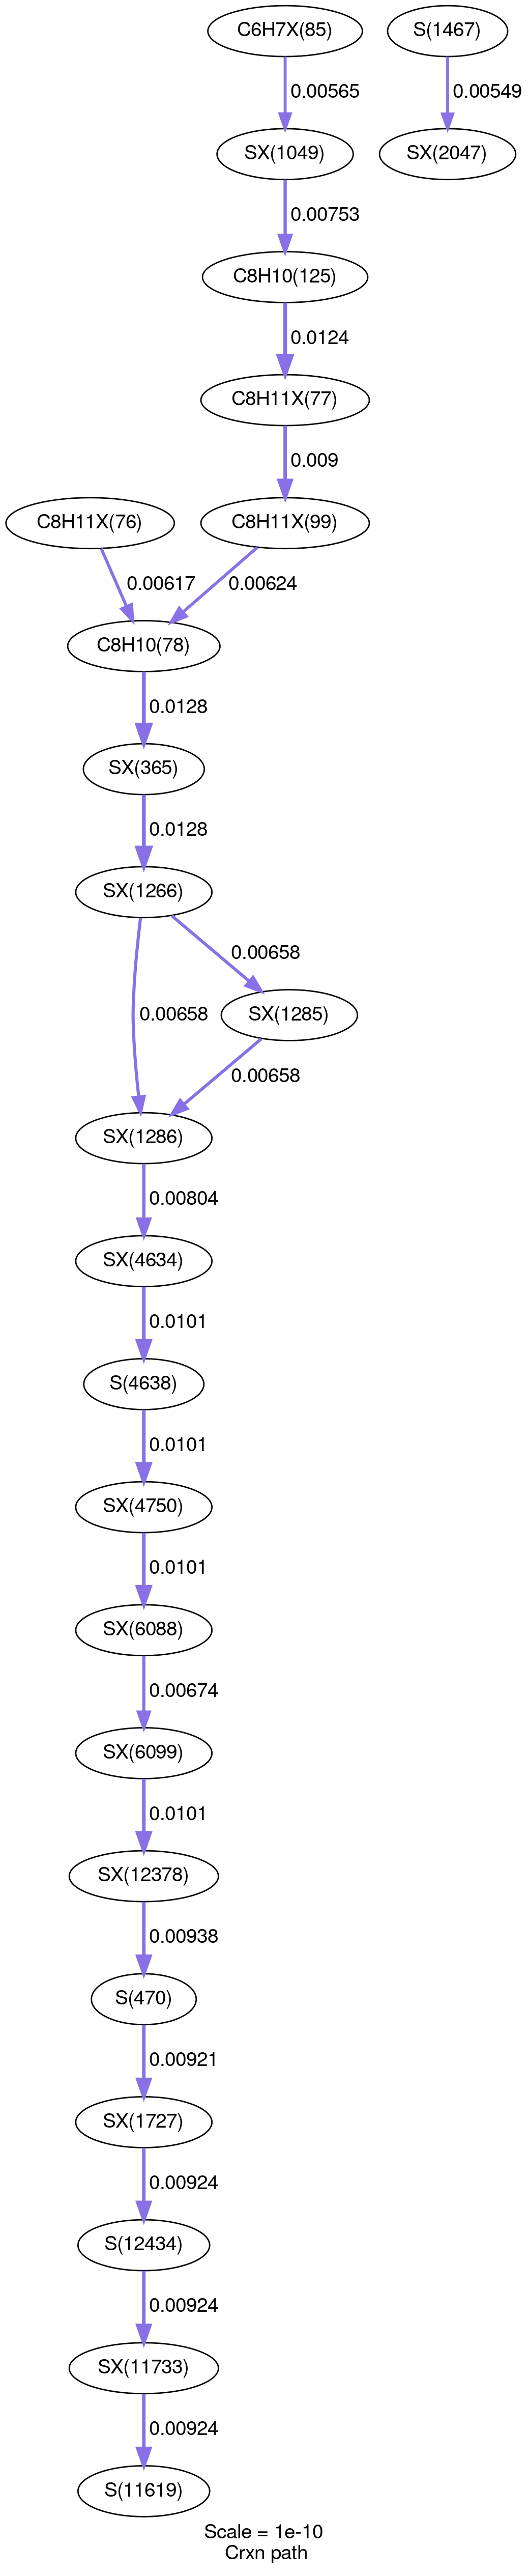 C6H7X(85)
S(1467)
0.00565
0.00549
SX(1049)
SX(2047)
0.00753
C8H10(125)
0.0124
C8H11X(77)
0.009
C8H11X(76)
C8H11X(99)
0.00617
0.00624
C8H10(78)
0.0128
SX(365)
0.0128
SX(1266)
0.00658
0.00658
SX(1285)
0.00658
SX(1286)
0.00804
SX(4634)
0.0101
S(4638)
0.0101
SX(4750)
0.0101
SX(6088)
0.00674
SX(6099)
0.0101
SX(12378)
0.00938
S(470)
0.00921
SX(1727)
0.00924
S(12434)
0.00924
SX(11733)
0.00924
S(11619)
Scale = 1e-10
Crxn path